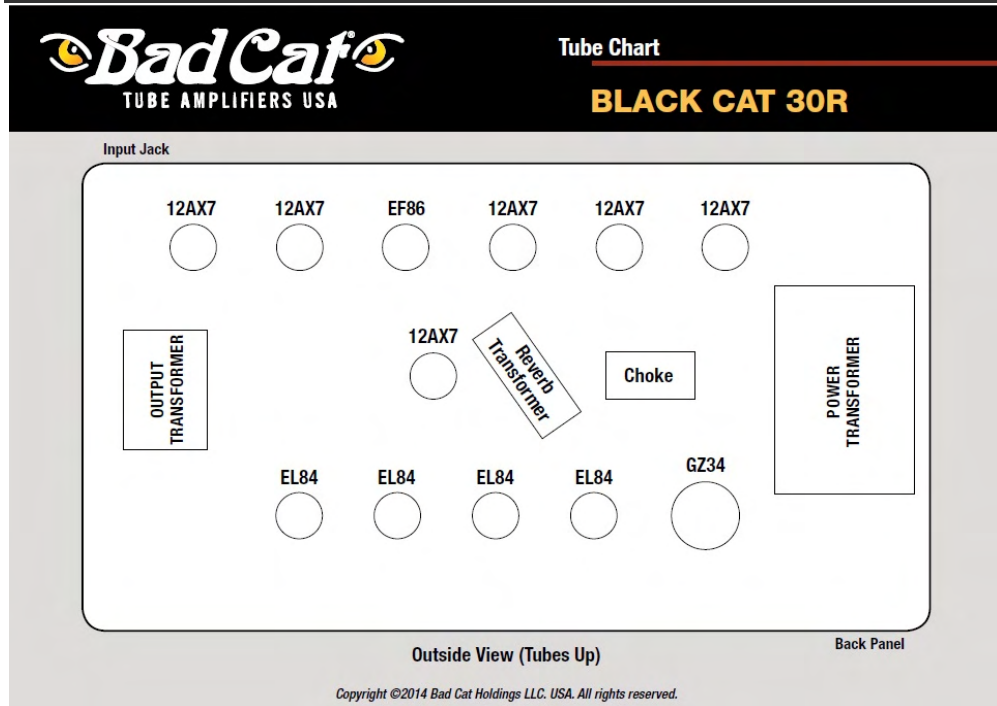 Bad Cat®
TUBE AMPLIFIERS USA
Tube Chart
BLACK CAT 30R
Input Jack
12AX7 12AX7 EF86 12AX7 12AX7 12AX7
OUTPUT
TRANSFORMER
12AX7
Reverb
Transformer
Choke
POWER
TRANSFORMER
EL84 EL84 EL84 EL84 GZ34
Outside View (Tubes Up)
Back Panel
Copyright ©2014 Bad Cat Holdings LLC. USA. All rights reserved.